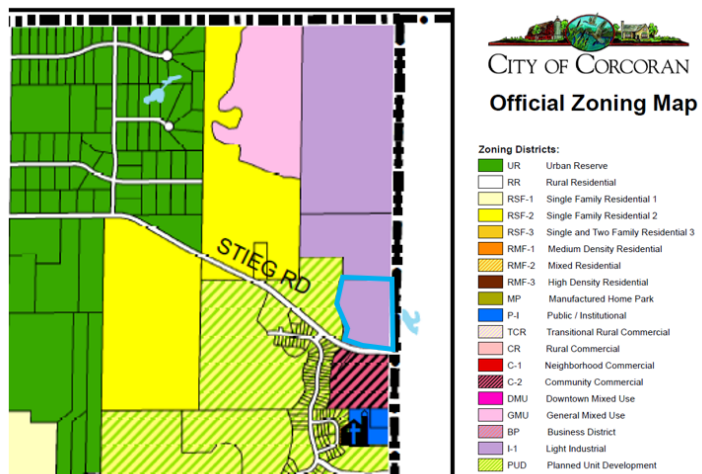 STIEG RD
CITY OF CORCORAN
Official Zoning Map
Zoning Districts:
UR Urban Reserve
RR Rural Residential
RSF-1 Single Family Residential 1
RSF-2 Single Family Residential 2
RSF-3 Single and Two Family Residential 3
RMF-1 Medium Density Residential
RMF-2 Mixed Residential
RMF-3 High Density Residential
MP Manufactured Home Park
P-I Public / Institutional
TCR Transitional Rural Commercial
CR Rural Commercial
C-1 Neighborhood Commercial
C-2 Community Commercial
DMU Downtown Mixed Use
GMU General Mixed Use
BP Business District
I-1 Light Industrial
PUD Planned Unit Development